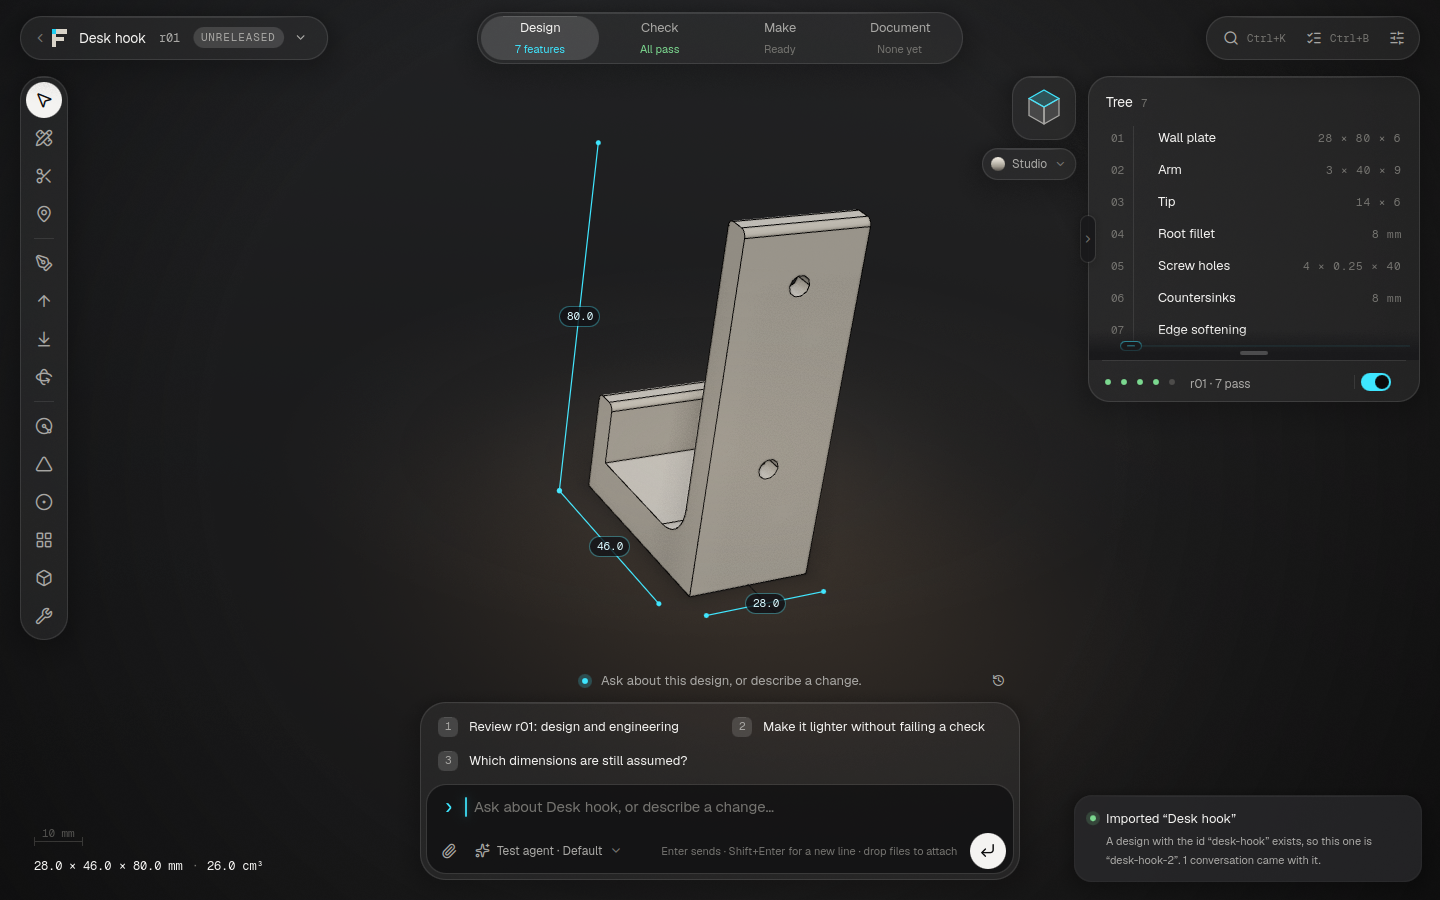 Desk hook r01 UNRELEASED
Design
7 features
Check
All pass
Make
Ready
Document
None yet
Ctrl+K
Ctrl+B
Studio
Tree 7
01 Wall plate 28 × 80 × 6
02 Arm 3 × 40 × 9
03 Tip 14 × 6
04 Root fillet 8 mm
05 Screw holes 4 × 0.25 × 40
06 Countersinks 8 mm
07 Edge softening
r01 · 7 pass
80.0
46.0
28.0
Ask about this design, or describe a change.
1 Review r01: design and engineering
2 Make it lighter without failing a check
3 Which dimensions are still assumed?
Ask about Desk hook, or describe a change...
Test agent · Default
Enter sends · Shift+Enter for a new line · drop files to attach
10 mm
28.0 × 46.0 × 80.0 mm · 26.0 cm³
Imported “Desk hook”
A design with the id “desk-hook” exists, so this one is
“desk-hook-2”. 1 conversation came with it.